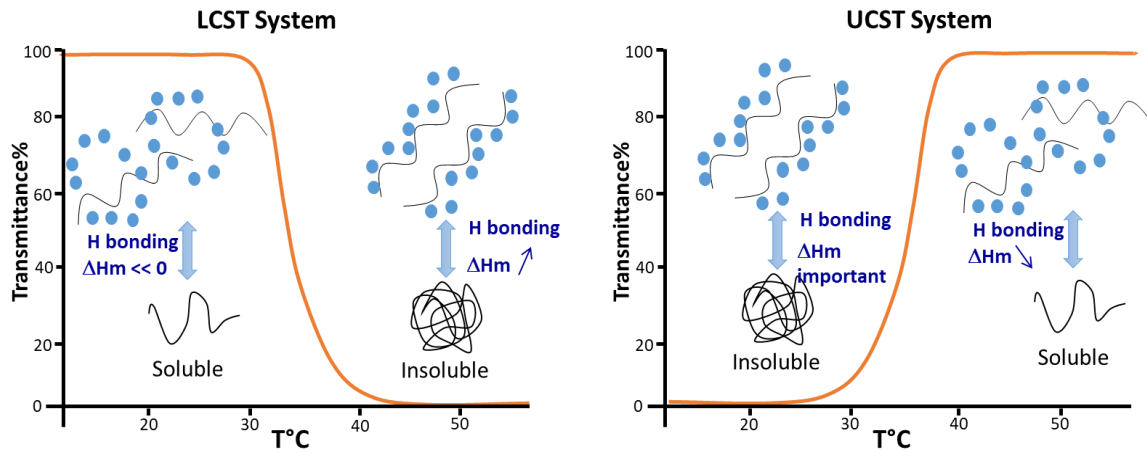 LCST System
100
80
60
40
20
0
Transmittance%
H bonding
ΔHm << 0
Soluble
H bonding
ΔHm
Insoluble
20
30
40
50
T°C
UCST System
100
80
60
40
20
0
Transmittance%
H bonding
ΔHm
important
Insoluble
H bonding
ΔHm
Soluble
20
30
40
50
T°C